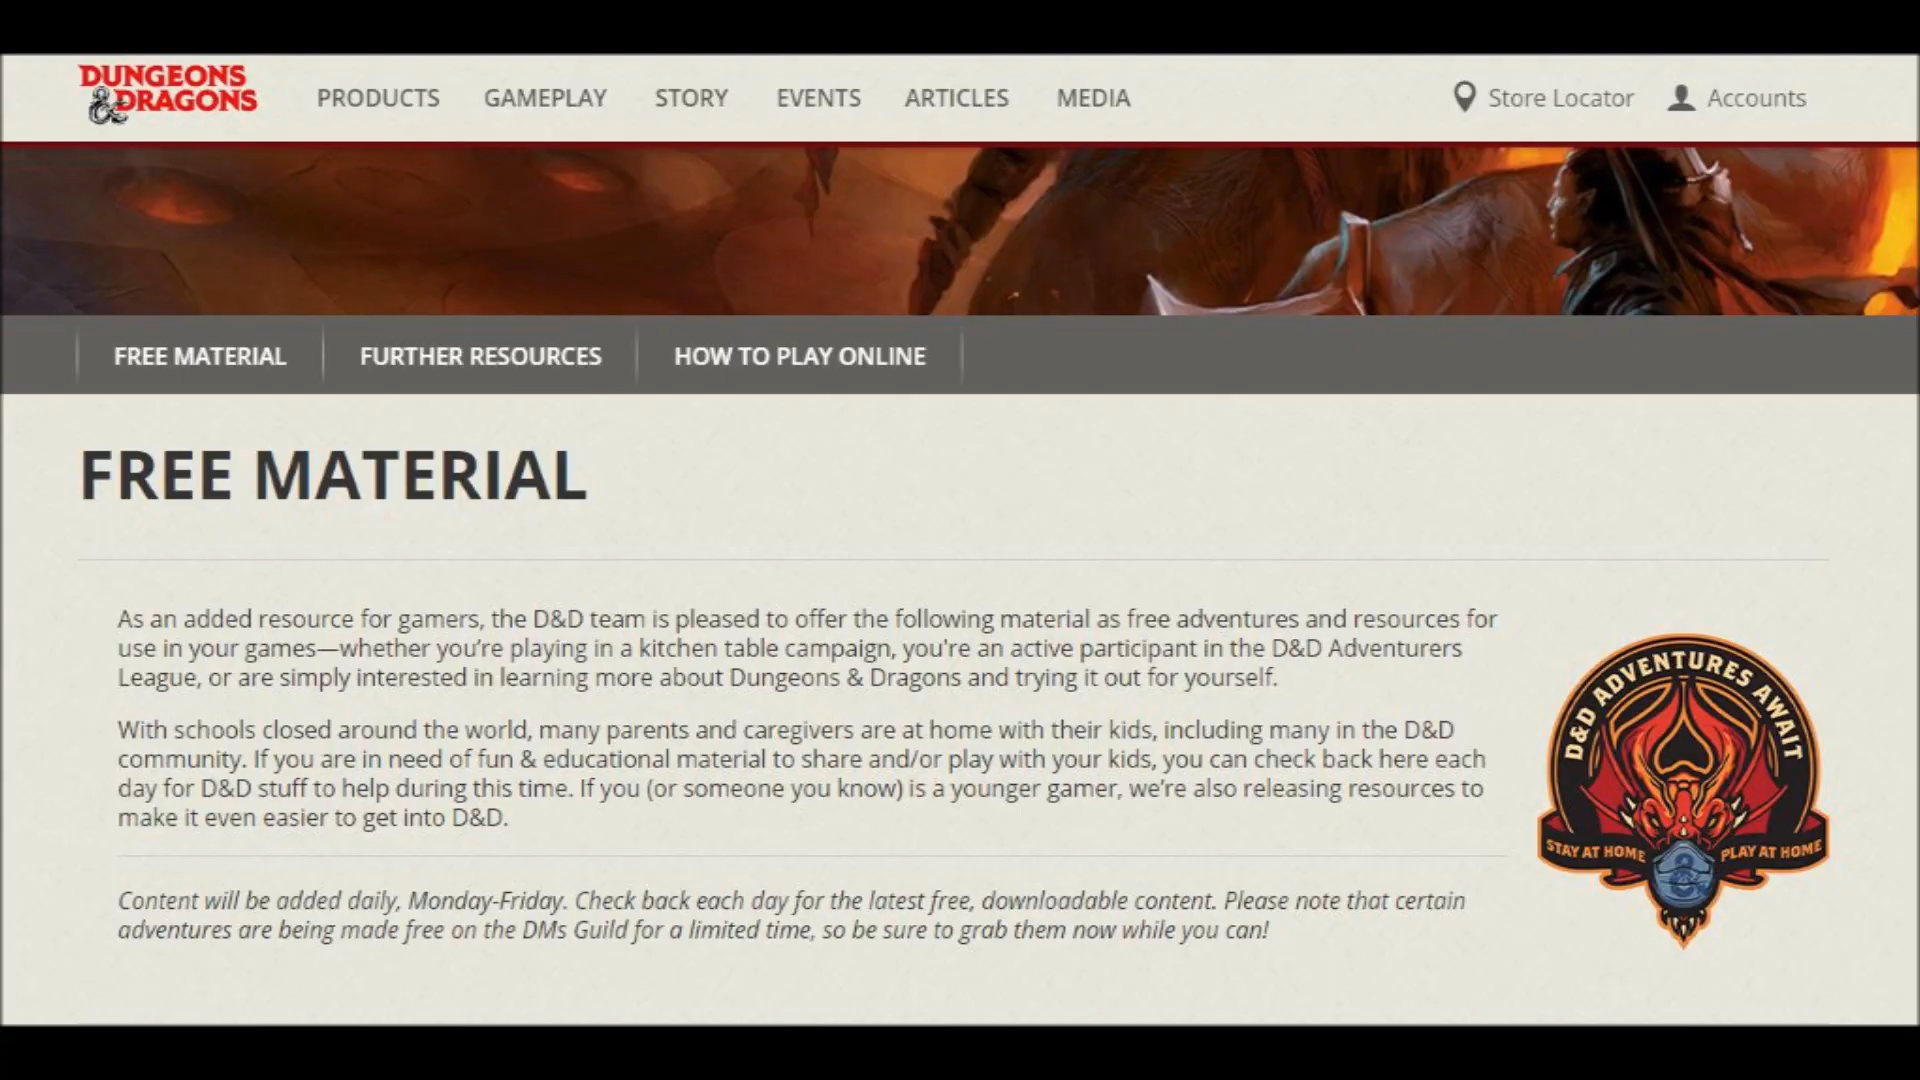 DUNGEONS
& DRAGONS
PRODUCTS GAMEPLAY STORY EVENTS ARTICLES MEDIA Store Locator Accounts
FREE MATERIAL FURTHER RESOURCES HOW TO PLAY ONLINE
FREE MATERIAL
As an added resource for gamers, the D&D team is pleased to offer the following material as free adventures and resources for
use in your games—whether you’re playing in a kitchen table campaign, you're an active participant in the D&D Adventurers
League, or are simply interested in learning more about Dungeons & Dragons and trying it out for yourself.
With schools closed around the world, many parents and caregivers are at home with their kids, including many in the D&D
community. If you are in need of fun & educational material to share and/or play with your kids, you can check back here each
day for D&D stuff to help during this time. If you (or someone you know) is a younger gamer, we’re also releasing resources to
make it even easier to get into D&D.
Content will be added daily, Monday-Friday. Check back each day for the latest free, downloadable content. Please note that certain
adventures are being made free on the DMs Guild for a limited time, so be sure to grab them now while you can!
D&D ADVENTURES AWAIT
STAY AT HOME PLAY AT HOME
&